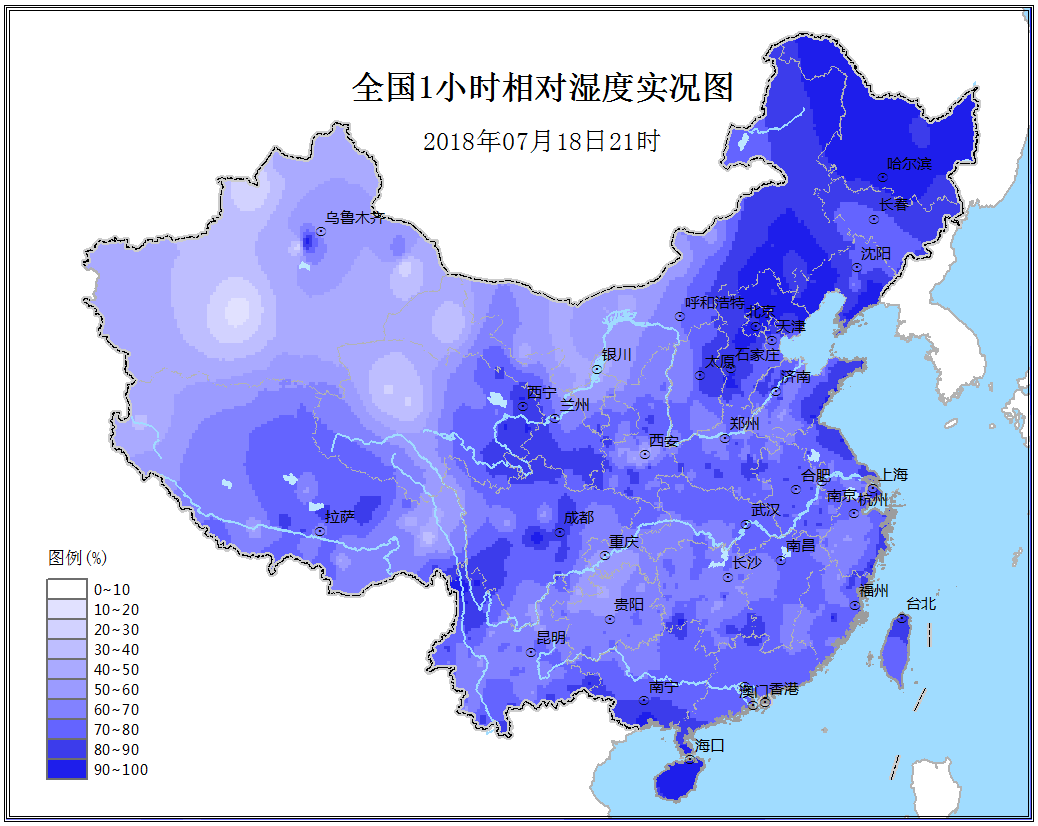 全国1小时相对湿度实况图
2018年07月18日21时
哈尔滨
长春
乌鲁木齐
沈阳
呼和浩特
北京
天津
银川
太原
石家庄
济南
西宁
兰州
郑州
西安
合肥
上海
南京
杭州
拉萨
成都
武汉
重庆
南昌
长沙
福州
贵阳
台北
昆明
南宁
澳门
香港
海口
图例(%)
0~10
10~20
20~30
30~40
40~50
50~60
60~70
70~80
80~90
90~100